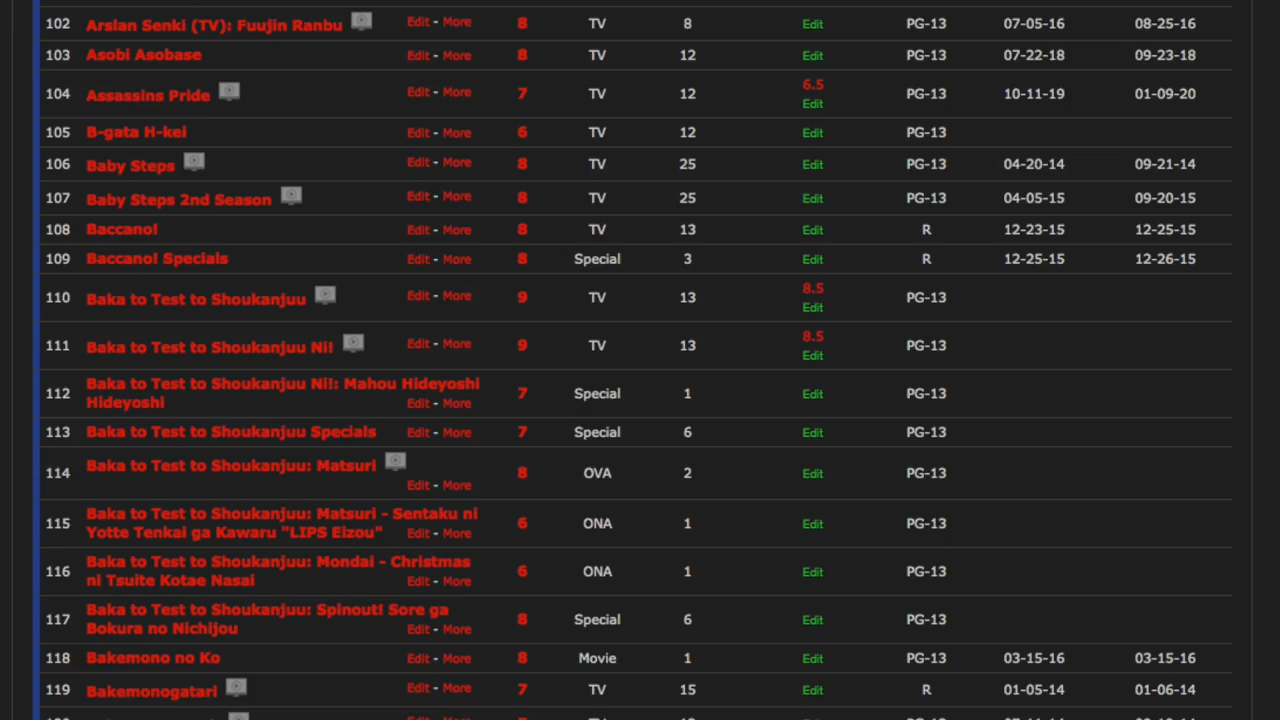 102 Arslan Senki (TV): Fuujin Ranbu Edit - More 8 TV 8 Edit PG-13 07-05-16 08-25-16
103 Asobi Asobase Edit - More 8 TV 12 Edit PG-13 07-22-18 09-23-18
104 Assassins Pride Edit - More 7 TV 12 6.5 Edit PG-13 10-11-19 01-09-20
105 B-gata H-kei Edit - More 6 TV 12 Edit PG-13
106 Baby Steps Edit - More 8 TV 25 Edit PG-13 04-20-14 09-21-14
107 Baby Steps 2nd Season Edit - More 8 TV 25 Edit PG-13 04-05-15 09-20-15
108 Baccano! Edit - More 8 TV 13 Edit R 12-23-15 12-25-15
109 Baccano! Specials Edit - More 8 Special 3 Edit R 12-25-15 12-26-15
110 Baka to Test to Shoukanjuu Edit - More 9 TV 13 8.5 Edit PG-13
111 Baka to Test to Shoukanjuu Ni! Edit - More 9 TV 13 8.5 Edit PG-13
112 Baka to Test to Shoukanjuu Ni!: Mahou Hideyoshi
Hideyoshi Edit - More 7 Special 1 Edit PG-13
113 Baka to Test to Shoukanjuu Specials Edit - More 7 Special 6 Edit PG-13
114 Baka to Test to Shoukanjuu: Matsuri
Edit - More 8 OVA 2 Edit PG-13
115 Baka to Test to Shoukanjuu: Matsuri - Sentaku ni
Yotte Tenkai ga Kawaru "LIPS Eizou" Edit - More 6 ONA 1 Edit PG-13
116 Baka to Test to Shoukanjuu: Mondai - Christmas
ni Tsuite Kotae Nasai Edit - More 6 ONA 1 Edit PG-13
117 Baka to Test to Shoukanjuu: Spinout! Sore ga
Bokura no Nichijou Edit - More 8 Special 6 Edit PG-13
118 Bakemono no Ko Edit - More 8 Movie 1 Edit PG-13 03-15-16 03-15-16
119 Bakemonogatari Edit - More 7 TV 15 Edit R 01-05-14 01-06-14